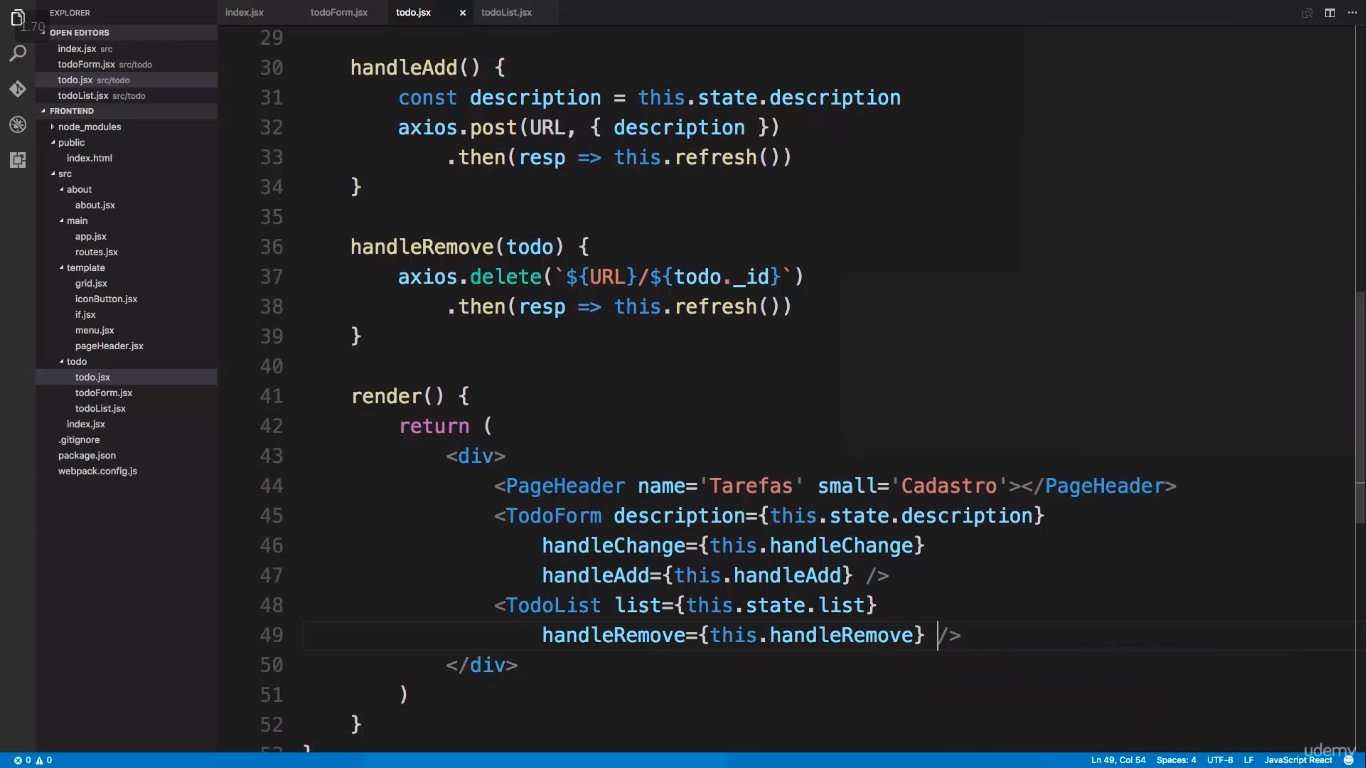 EXPLORER
index.jsx todoForm.jsx todo.jsx × todoList.jsx
1.70
OPEN EDITORS
index.jsx src
todoForm.jsx src/todo
todo.jsx src/todo
todoList.jsx src/todo
FRONTEND
node_modules
public
index.html
src
about
about.jsx
main
app.jsx
routes.jsx
template
grid.jsx
iconButton.jsx
if.jsx
menu.jsx
pageHeader.jsx
todo
todo.jsx
todoForm.jsx
todoList.jsx
index.jsx
.gitignore
package.json
webpack.config.js
29
30 handleAdd() {
31 const description = this.state.description
32 axios.post(URL, { description })
33 .then(resp => this.refresh())
34 }
35
36 handleRemove(todo) {
37 axios.delete(`${URL}/${todo._id}`)
38 .then(resp => this.refresh())
39 }
40
41 render() {
42 return (
43 <div>
44 <PageHeader name='Tarefas' small='Cadastro'></PageHeader>
45 <TodoForm description={this.state.description}
46 handleChange={this.handleChange}
47 handleAdd={this.handleAdd} />
48 <TodoList list={this.state.list}
49 handleRemove={this.handleRemove} />
50 </div>
51 )
52 }
53 }
udemy
0 0 Ln 49, Col 54 Spaces: 4 UTF-8 LF JavaScript React